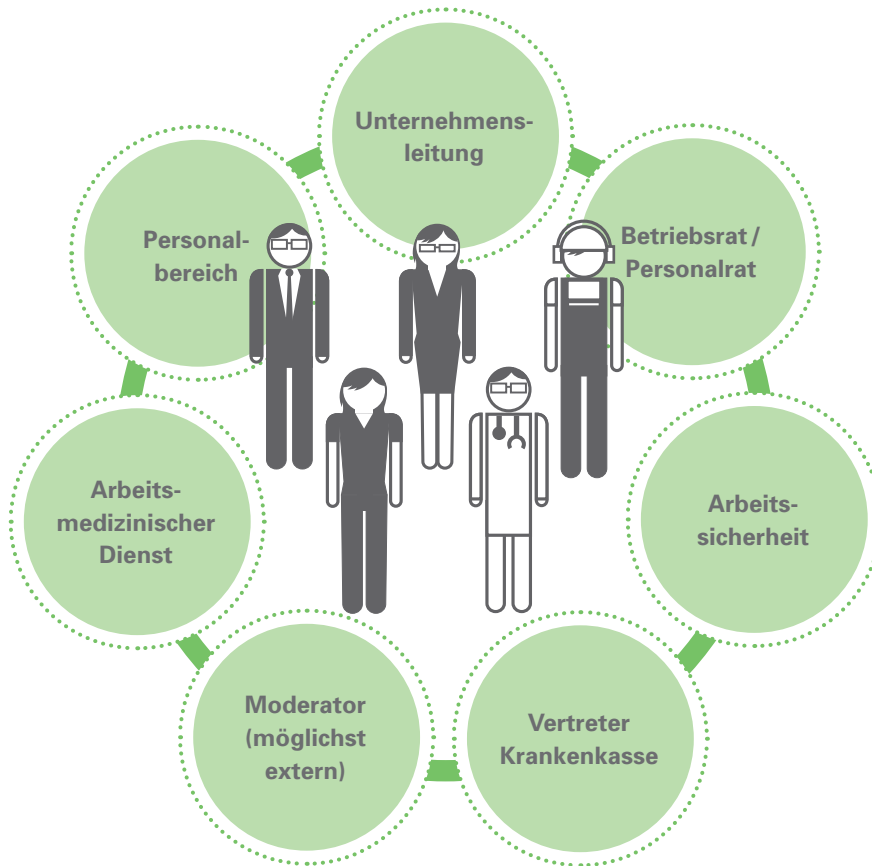 Unternehmens-
leitung
Betriebsrat /
Personalrat
Arbeits-
sicherheit
Vertreter
Krankenkasse
Moderator
(möglichst
extern)
Arbeits-
medizinischer
Dienst
Personal-
bereich